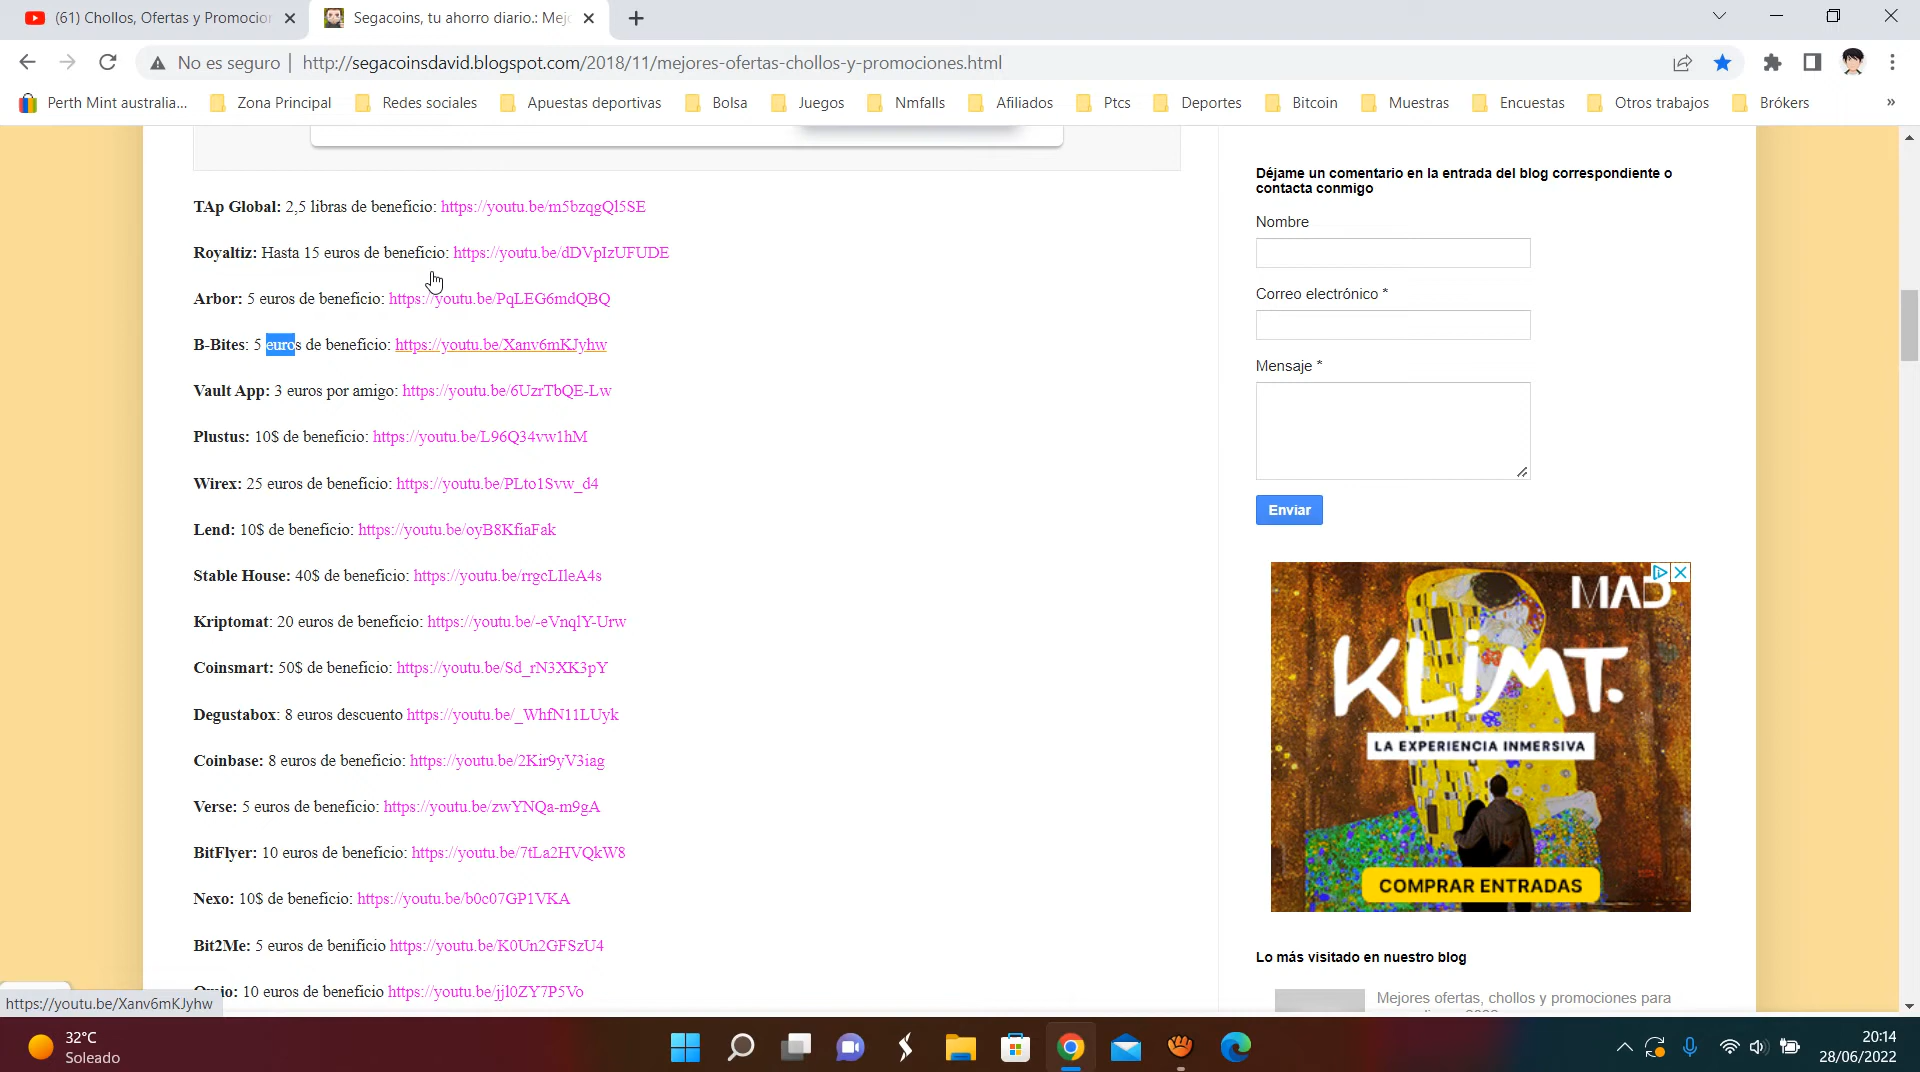 (61) Chollos, Ofertas y Promocion
Segacoins, tu ahorro diario.: Mej
No es seguro | http://segacoinsdavid.blogspot.com/2018/11/mejores-ofertas-chollos-y-promociones.html
Perth Mint australia... Zona Principal Redes sociales Apuestas deportivas Bolsa Juegos Nmfalls Afiliados Ptcs Deportes Bitcoin Muestras Encuestas Otros trabajos Brókers »
TAp Global: 2,5 libras de beneficio: https://youtu.be/m5bzqgQl5SE
Royaltiz: Hasta 15 euros de beneficio: https://youtu.be/dDVpIzUFUDE
Arbor: 5 euros de beneficio: https://youtu.be/PqLEG6mdQBQ
B-Bites: 5 euros de beneficio: https://youtu.be/Xanv6mKJyhw
Vault App: 3 euros por amigo: https://youtu.be/6UzrTbQE-Lw
Plustus: 10$ de beneficio: https://youtu.be/L96Q34vw1hM
Wirex: 25 euros de beneficio: https://youtu.be/PLto1Svw_d4
Lend: 10$ de beneficio: https://youtu.be/oyB8KfiaFak
Stable House: 40$ de beneficio: https://youtu.be/rrgcLIleA4s
Kriptomat: 20 euros de beneficio: https://youtu.be/-eVnqlY-Urw
Coinsmart: 50$ de beneficio: https://youtu.be/Sd_rN3XK3pY
Degustabox: 8 euros descuento https://youtu.be/_WhfN11LUyk
Coinbase: 8 euros de beneficio: https://youtu.be/2Kir9yV3iag
Verse: 5 euros de beneficio: https://youtu.be/zwYNQa-m9gA
BitFlyer: 10 euros de beneficio: https://youtu.be/7tLa2HVQkW8
Nexo: 10$ de beneficio: https://youtu.be/b0c07GP1VKA
Bit2Me: 5 euros de benificio https://youtu.be/K0Un2GFSzU4
10 euros de beneficio https://youtu.be/jjl0ZY7P5Vo
https://youtu.be/Xanv6mKJyhw
Déjame un comentario en la entrada del blog correspondiente o
contacta conmigo
Nombre
Correo electrónico *
Mensaje *
Enviar
MAD
KLIMT.
LA EXPERIENCIA INMERSIVA
COMPRAR ENTRADAS
Lo más visitado en nuestro blog
Mejores ofertas, chollos y promociones para
32°C
Soleado
20:14
28/06/2022